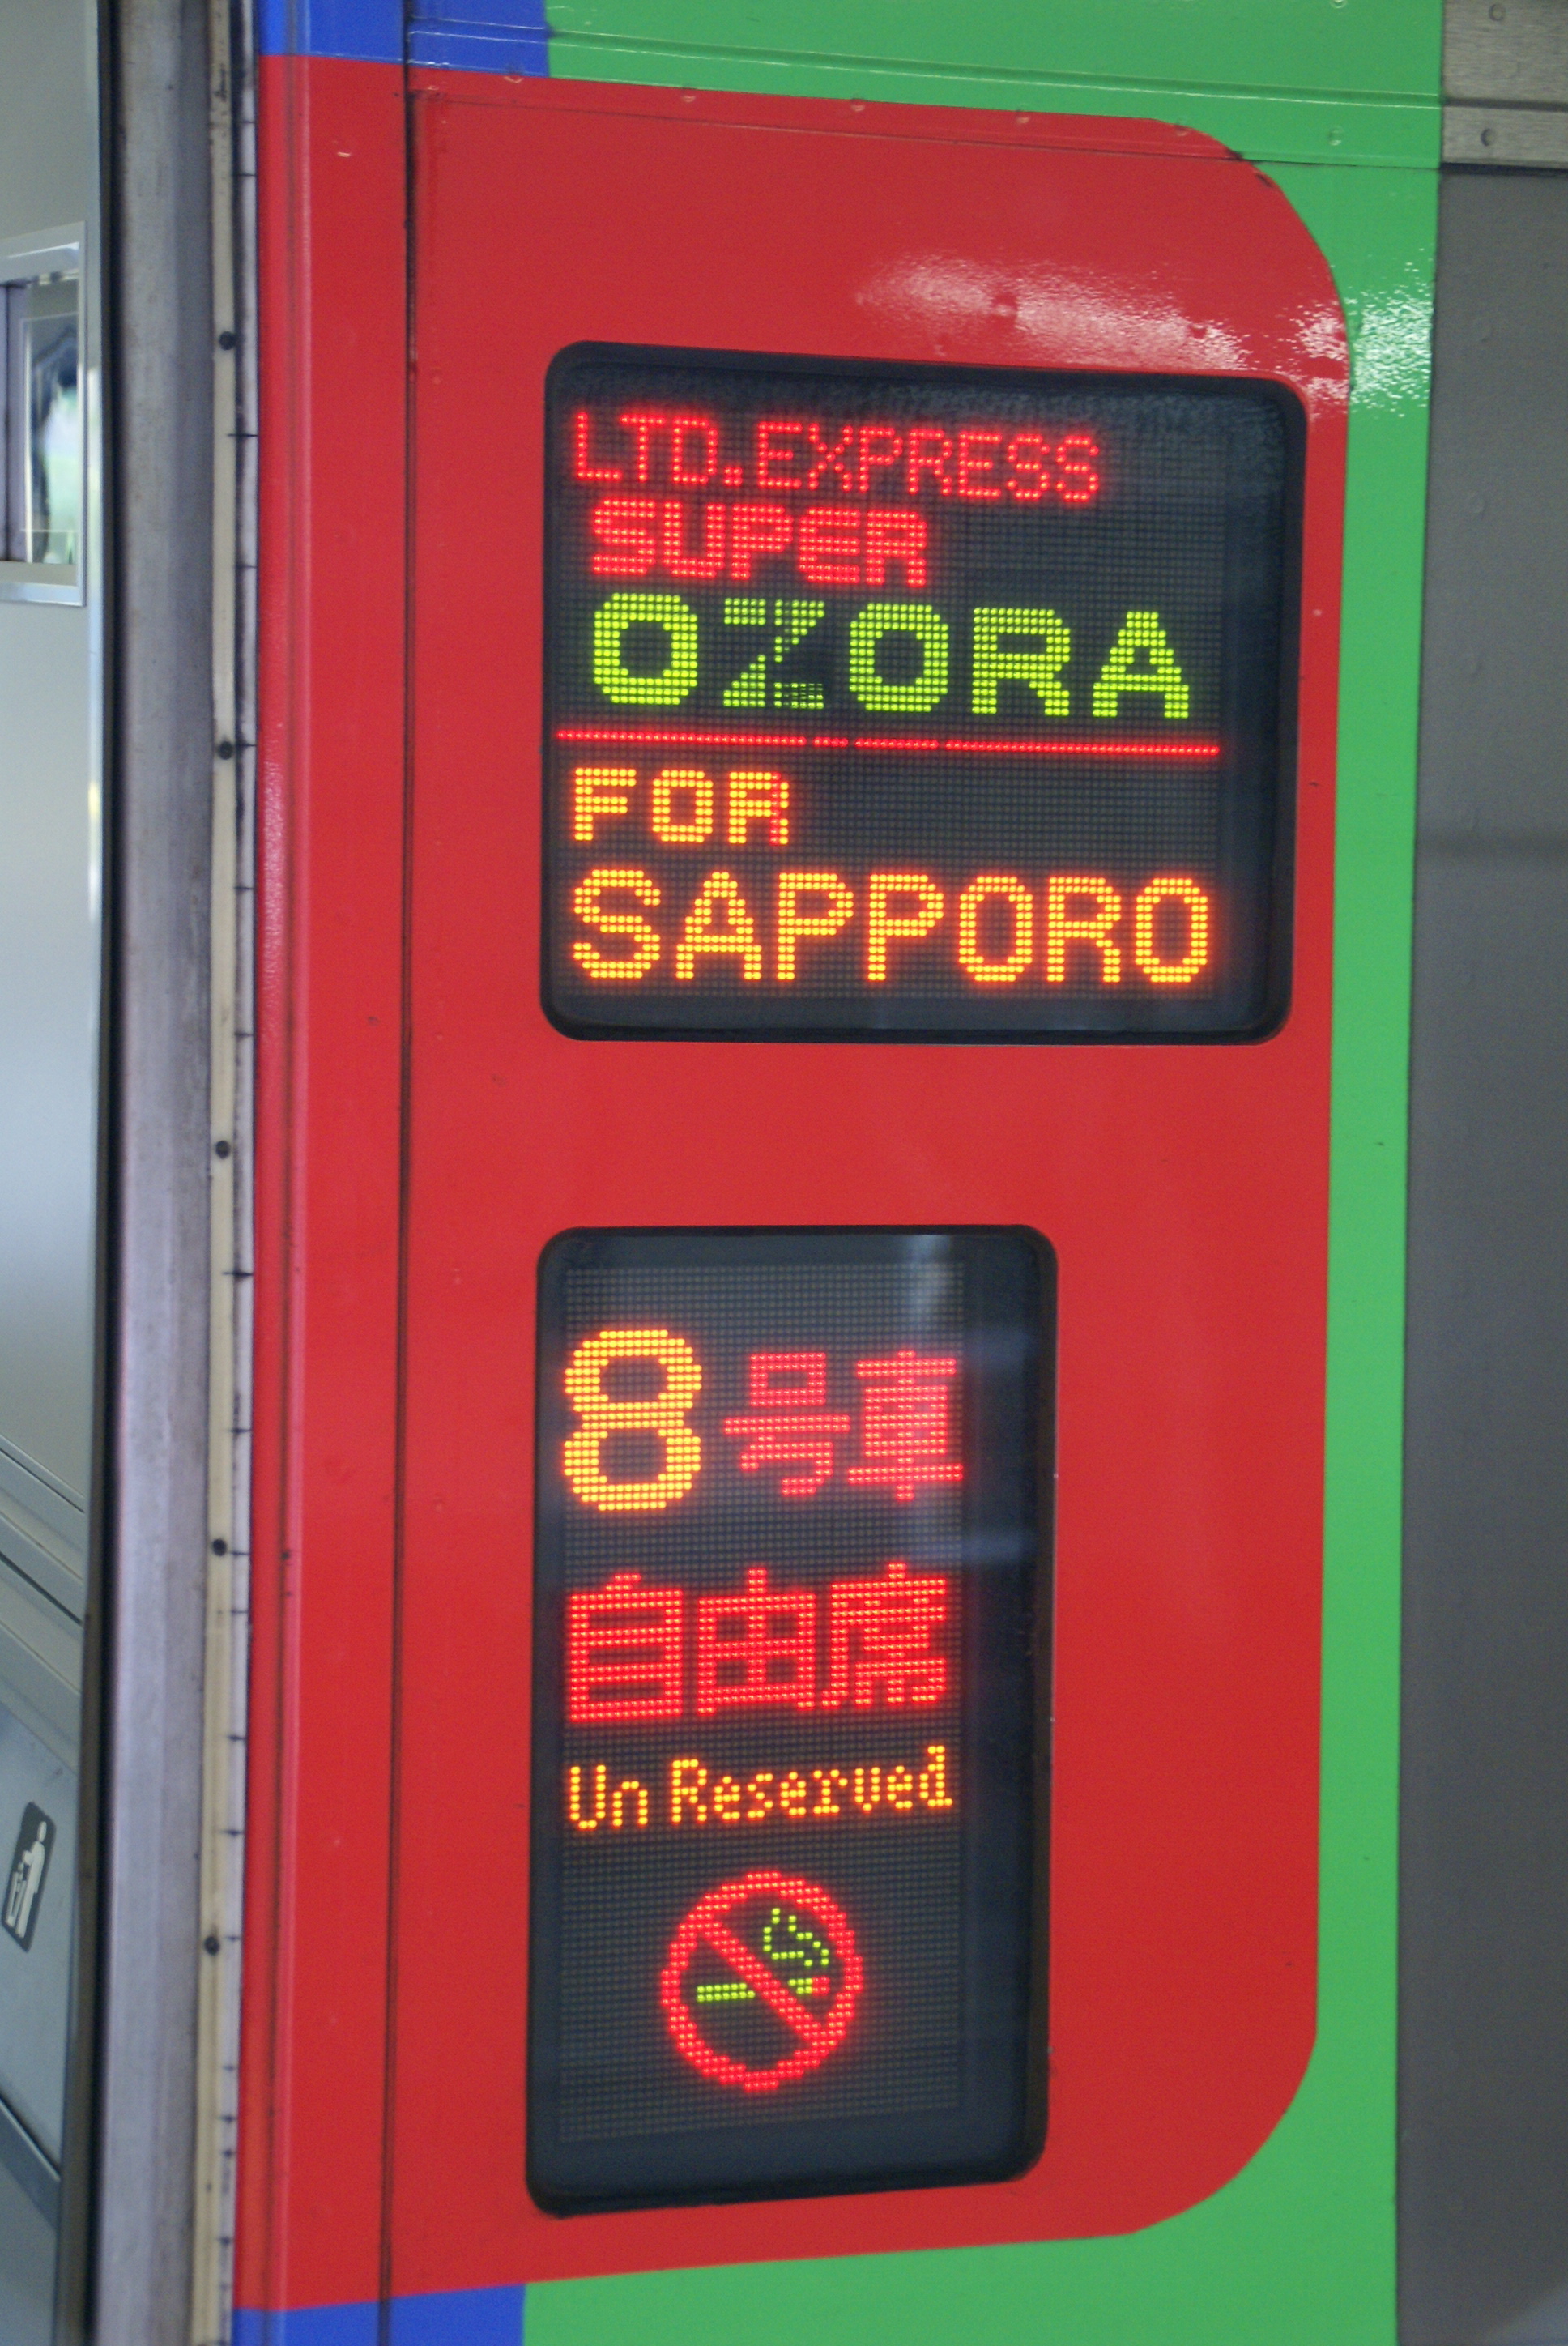 LTD.EXPRESS
SUPER
OZORA
FOR
SAPPORO
8号車
自由席
Un Reserved